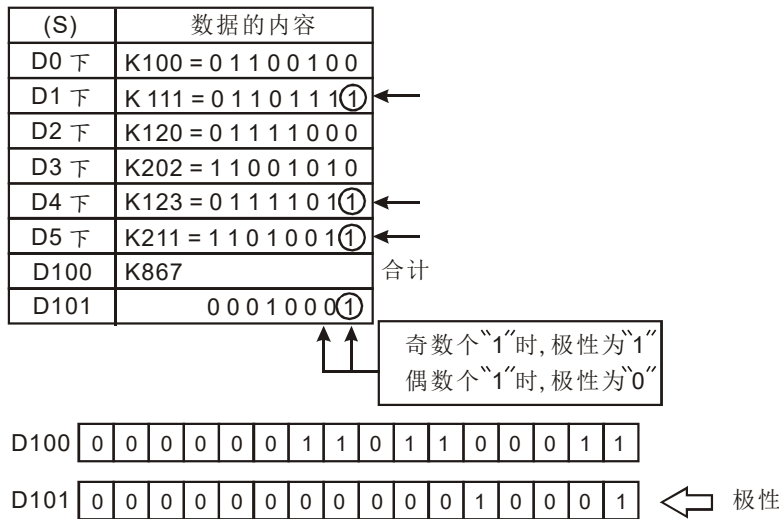 (S) 数据的内容
D0 下 K100 = 0 1 1 0 0 1 0 0
D1 下 K 111 = 0 1 1 0 1 1 1 1
D2 下 K120 = 0 1 1 1 1 0 0 0
D3 下 K202 = 1 1 0 0 1 0 1 0
D4 下 K123 = 0 1 1 1 1 0 1 1
D5 下 K211 = 1 1 0 1 0 0 1 1
D100 K867 合计
D101 0 0 0 1 0 0 0 1
奇数个“1”时,极性为“1”
偶数个“1”时,极性为“0”
D100 0 0 0 0 0 0 1 1 0 1 1 0 0 0 1 1
D101 0 0 0 0 0 0 0 0 0 0 0 1 0 0 0 1 极性